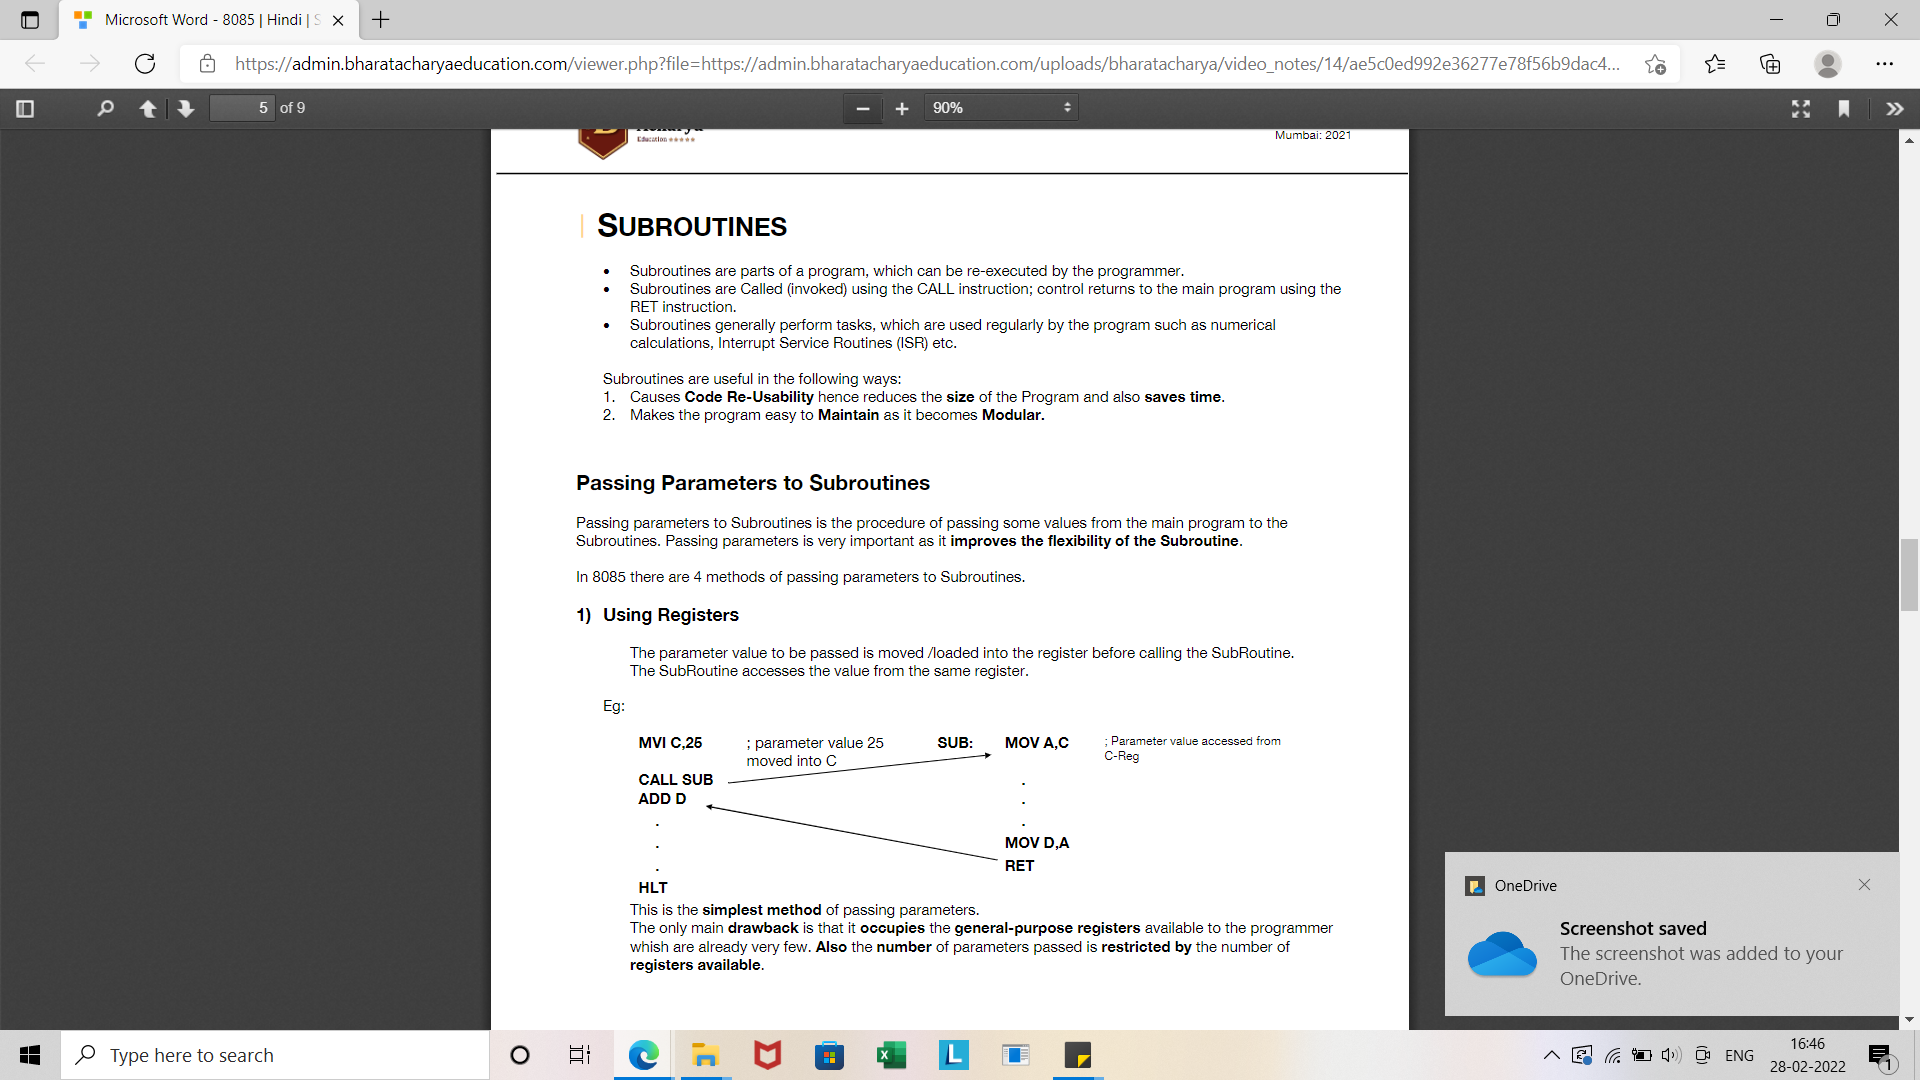 Microsoft Word - 8085 | Hindi | S
https://admin.bharatacharyaeducation.com/viewer.php?file=https://admin.bharatacharyaeducation.com/uploads/bharatacharya/video_notes/14/ae5c0ed992e36277e78f56b9dac4...
5 of 9
90%
Education
Mumbai: 2021
SUBROUTINES
• Subroutines are parts of a program, which can be re-executed by the programmer.
• Subroutines are Called (invoked) using the CALL instruction; control returns to the main program using the
RET instruction.
• Subroutines generally perform tasks, which are used regularly by the program such as numerical
calculations, Interrupt Service Routines (ISR) etc.
Subroutines are useful in the following ways:
1. Causes Code Re-Usability hence reduces the size of the Program and also saves time.
2. Makes the program easy to Maintain as it becomes Modular.
Passing Parameters to Subroutines
Passing parameters to Subroutines is the procedure of passing some values from the main program to the
Subroutines. Passing parameters is very important as it improves the flexibility of the Subroutine.
In 8085 there are 4 methods of passing parameters to Subroutines.
1) Using Registers
The parameter value to be passed is moved /loaded into the register before calling the SubRoutine.
The SubRoutine accesses the value from the same register.
Eg:
MVI C,25 ; parameter value 25 SUB: MOV A,C ; Parameter value accessed from
moved into C C-Reg
CALL SUB .
ADD D .
. .
. MOV D,A
. RET
HLT
This is the simplest method of passing parameters.
The only main drawback is that it occupies the general-purpose registers available to the programmer
whish are already very few. Also the number of parameters passed is restricted by the number of
registers available.
OneDrive
Screenshot saved
The screenshot was added to your
OneDrive.
Type here to search
L
ENG
16:46
28-02-2022
1